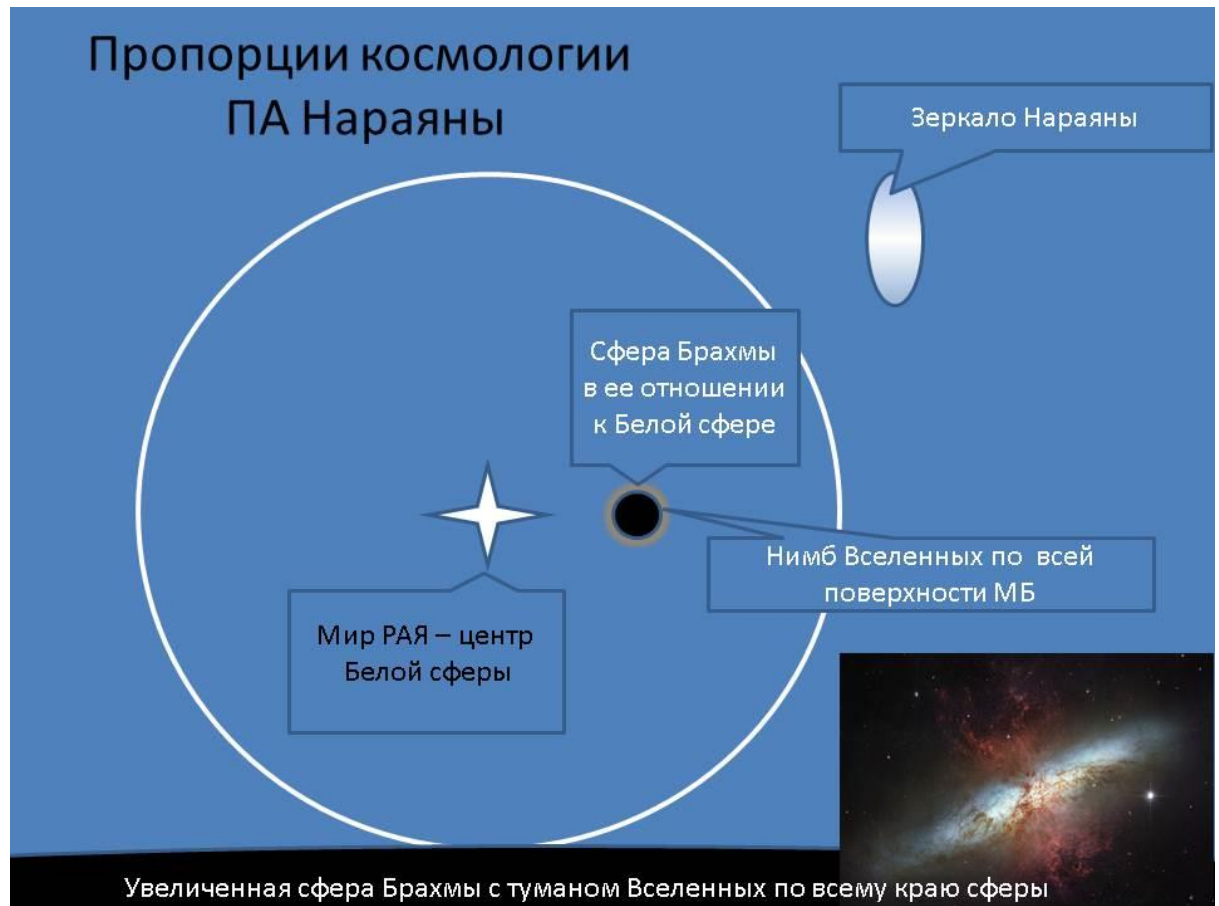 Пропорции космологии
ПА Нараяны
Зеркало Нараяны
Сфера Брахмы
в ее отношении
к Белой сфере
Нимб Вселенных по всей
поверхности МБ
Мир РАЯ – центр
Белой сферы
Увеличенная сфера Брахмы с туманом Вселенных по всему краю сферы